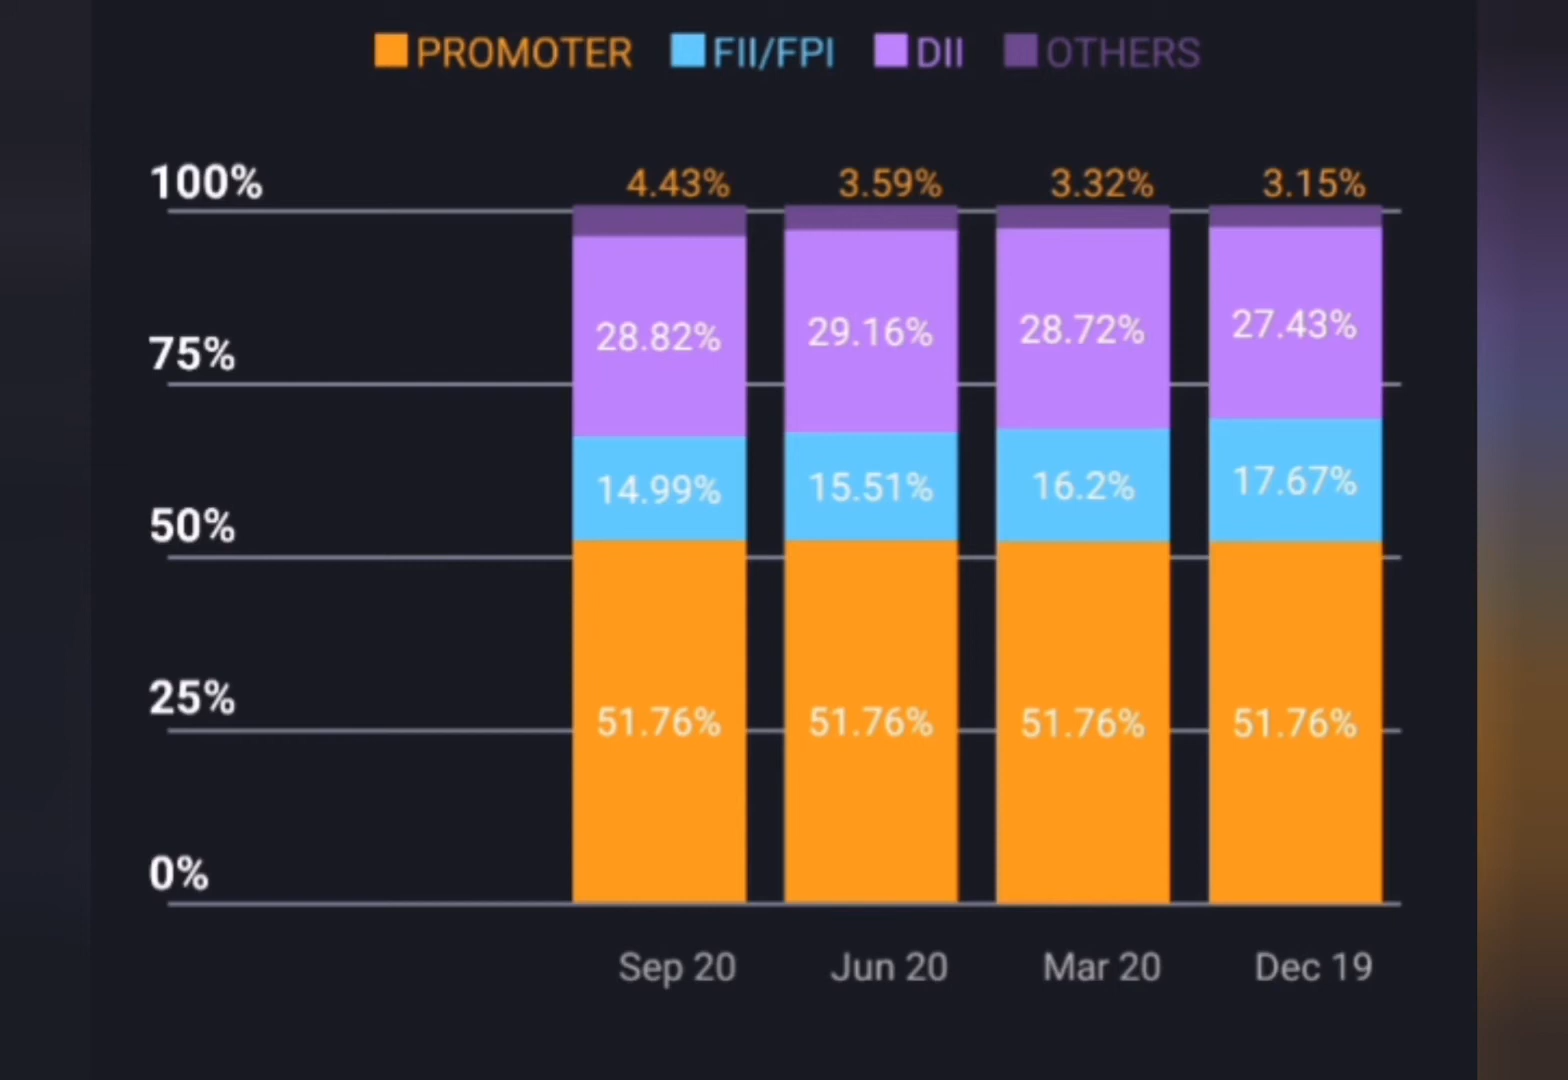 PROMOTER FII/FPI DII OTHERS
100% 4.43% 3.59% 3.32% 3.15%
28.82% 29.16% 28.72% 27.43%
75%
14.99% 15.51% 16.2% 17.67%
50%
25% 51.76% 51.76% 51.76% 51.76%
0%
Sep 20 Jun 20 Mar 20 Dec 19